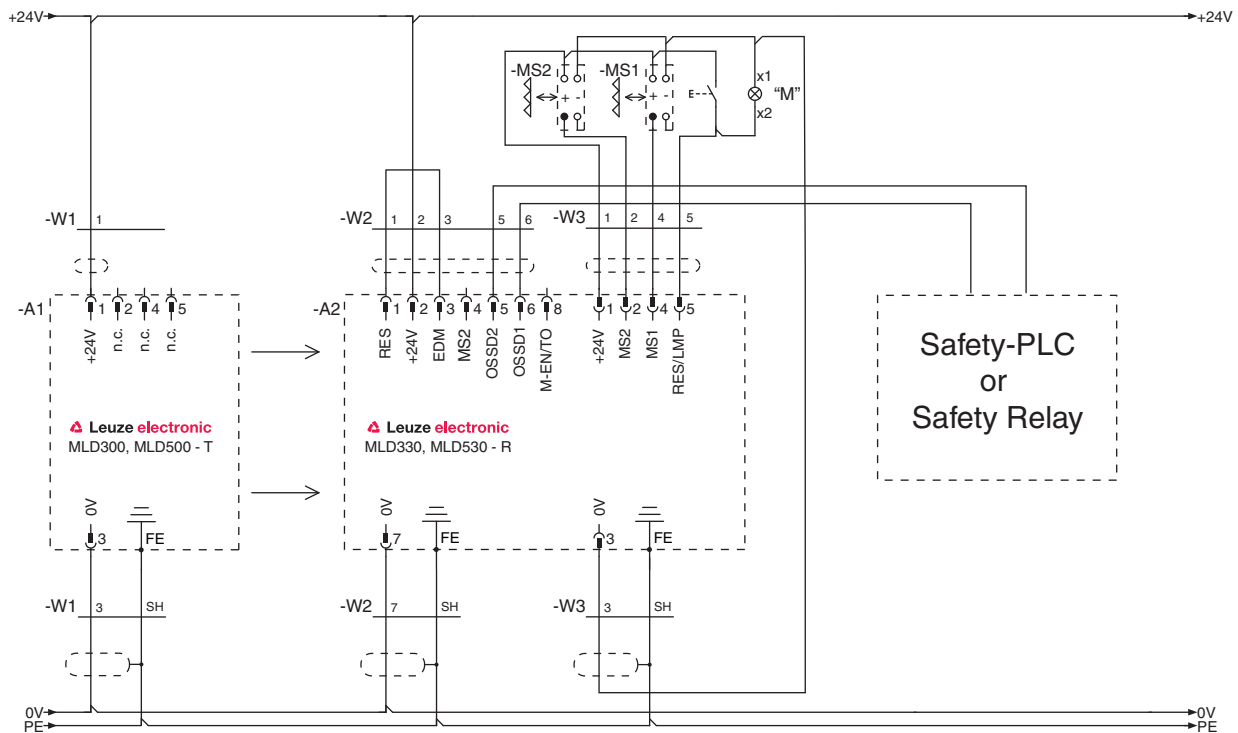 +24V +24V
-MS2 -MS1 x1
+ - + - E "M"
x2
-W1 1 -W2 1 2 3 5 6 -W3 1 2 4 5
-A1 1 2 4 5 -A2 1 2 3 4 5 6 8 1 2 4 5
+24V n.c. n.c. n.c. RES +24V EDM MS2 OSSD2 OSSD1 M-EN/TO +24V MS2 MS1 RES/LMP
Safety-PLC
or
Safety Relay
Leuze electronic Leuze electronic
MLD300, MLD500 - T MLD330, MLD530 - R
0V 0V 0V
3 FE 7 FE 3 FE
-W1 3 SH -W2 7 SH -W3 3 SH
0V 0V
PE PE